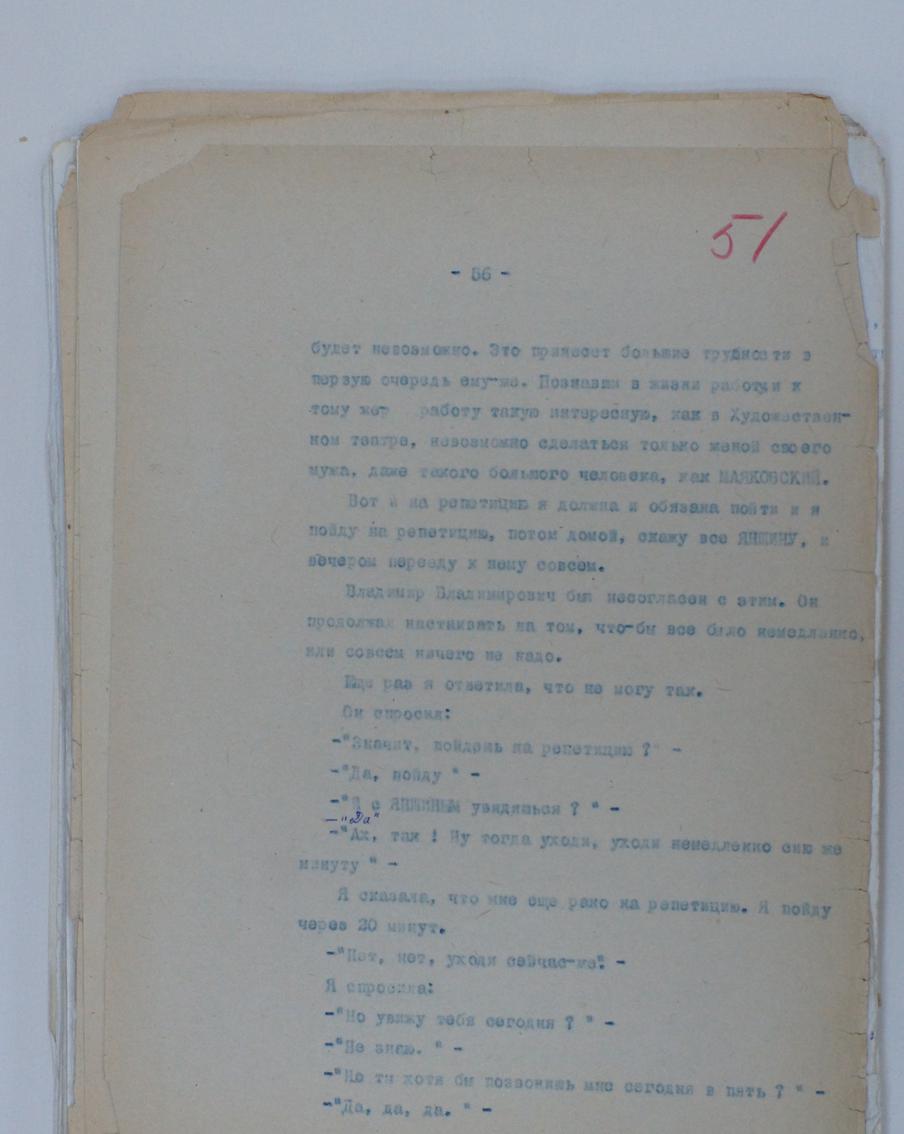 51
- 56 -
будет невозможно. Это принесет большие трудности в
первую очередь ему-же. Познавши в жизни работу и к
тому же работу такую интересную, как в Художествен-
ном театре, невозможно сделаться только женой своего
мужа, даже такого большого человека, как МАЯКОВСКИЙ.
Вот и на репетицию я должна и обязана пойти и я
пойду на репетицию, потом домой, скажу все ЯНШИНУ, и
вечером перееду к нему совсем.
Владимир Владимирович был несогласен с этим. Он
продолжал настаивать на том, что-бы все было немедленно,
или совсем ничего не надо.
Еще раз я ответила, что не могу так.
Он спросил:
-"Значит, пойдешь на репетицию ?" -
-"Да, пойду " -
-"И с ЯНШИНЫМ увидишься ? " -
-"Да"
-"Ах, так ! Ну тогда уходи, уходи немедленно сию же
минуту " -
Я сказала, что мне еще рано на репетицию. Я пойду
через 20 минут.
-"Нет, нет, уходи сейчас-же". -
Я спросила:
-"Но увижу тебя сегодня ? " -
-"Не знаю. " -
-"Но ты хотя бы позвонишь мне сегодня в пять ? " -
-"Да, да, да. " -